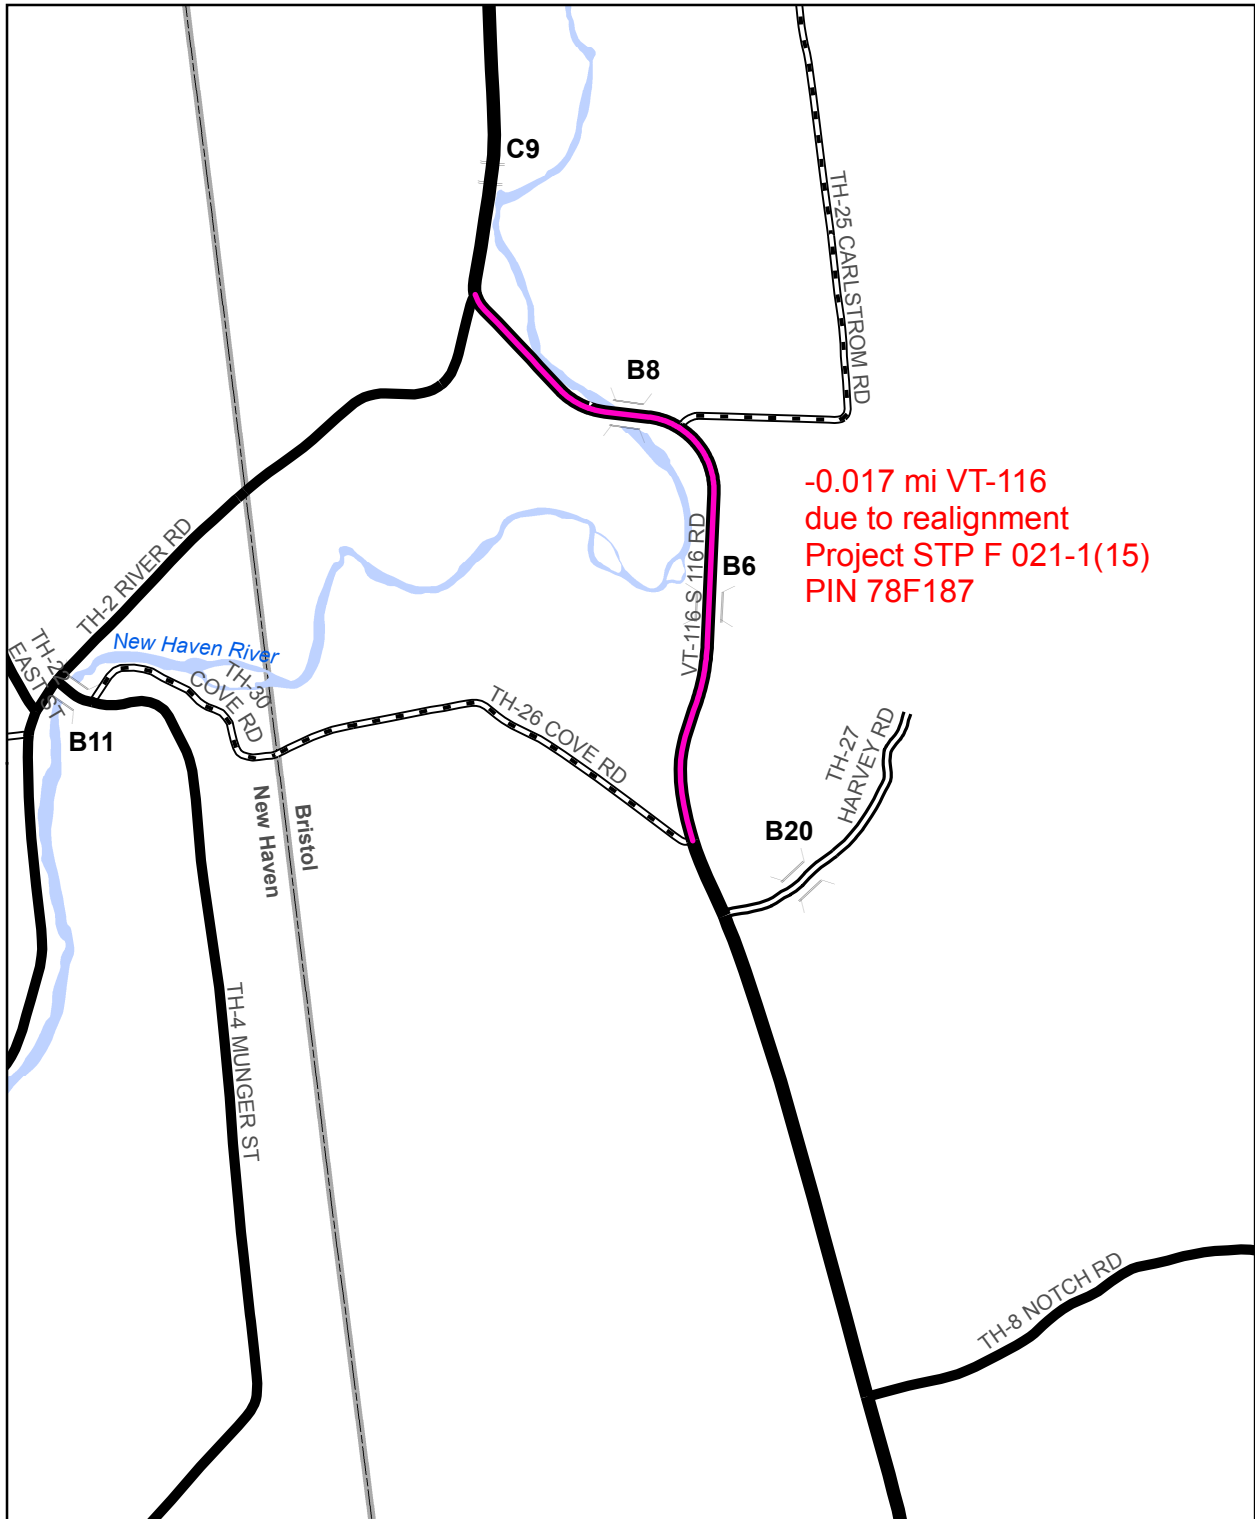 C9
TH-25 CARLSTROM RD
B8
-0.017 mi VT-116
due to realignment
Project STP F 021-1(15)
PIN 78F187
TH-2 RIVER RD
VT-116 S 116 RD
B6
New Haven River
EAST ST
TH-30
COVE RD
TH-26 COVE RD
B11
TH-27
HARVEY RD
B20
Bristol
New Haven
TH-4 MUNGER ST
TH-8 NOTCH RD